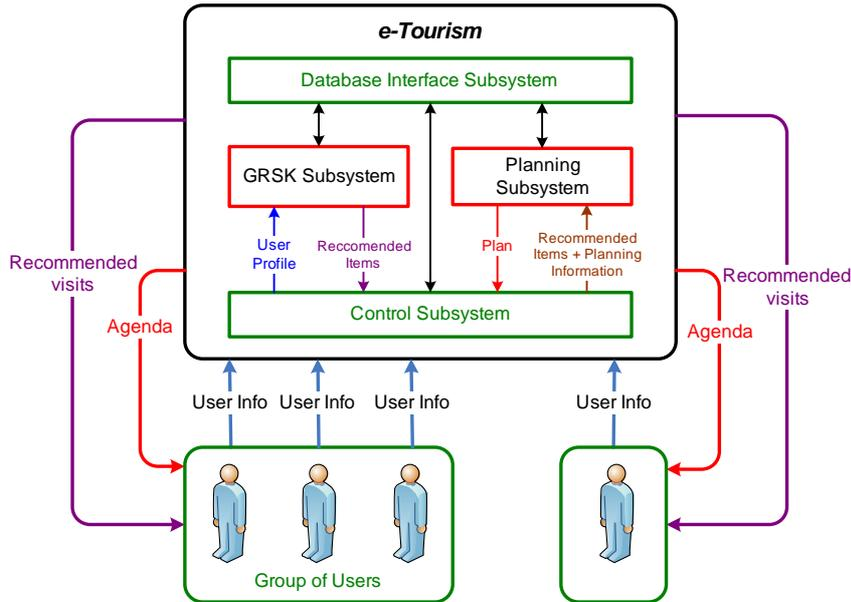 e-Tourism
Database Interface Subsystem
GRSK Subsystem
Planning
Subsystem
User
Profile
Reccomended
Items
Plan
Recommended
Items + Planning
Information
Control Subsystem
Recommended
visits
Agenda
Recommended
visits
Agenda
User Info
User Info
User Info
User Info
Group of Users